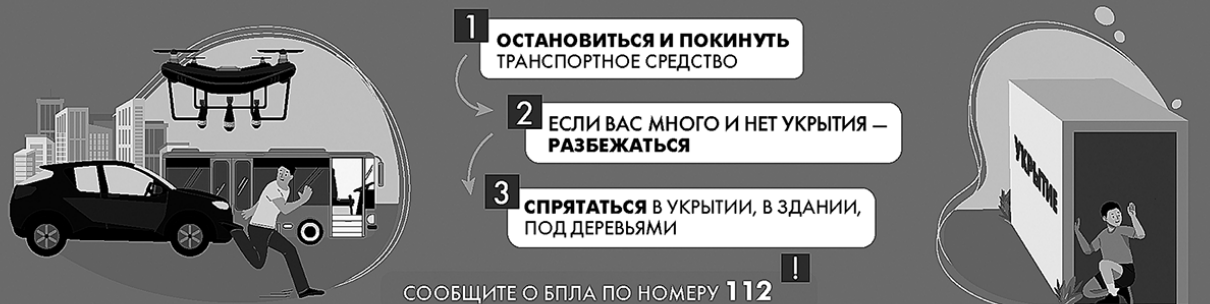 1
ОСТАНОВИТЬСЯ И ПОКИНУТЬ
ТРАНСПОРТНОЕ СРЕДСТВО
2
ЕСЛИ ВАС МНОГО И НЕТ УКРЫТИЯ —
РАЗБЕЖАТЬСЯ
3
СПРЯТАТЬСЯ В УКРЫТИИ, В ЗДАНИИ,
ПОД ДЕРЕВЬЯМИ
!
СООБЩИТЕ О БПЛА ПО НОМЕРУ 112
УКРЫТИЕ